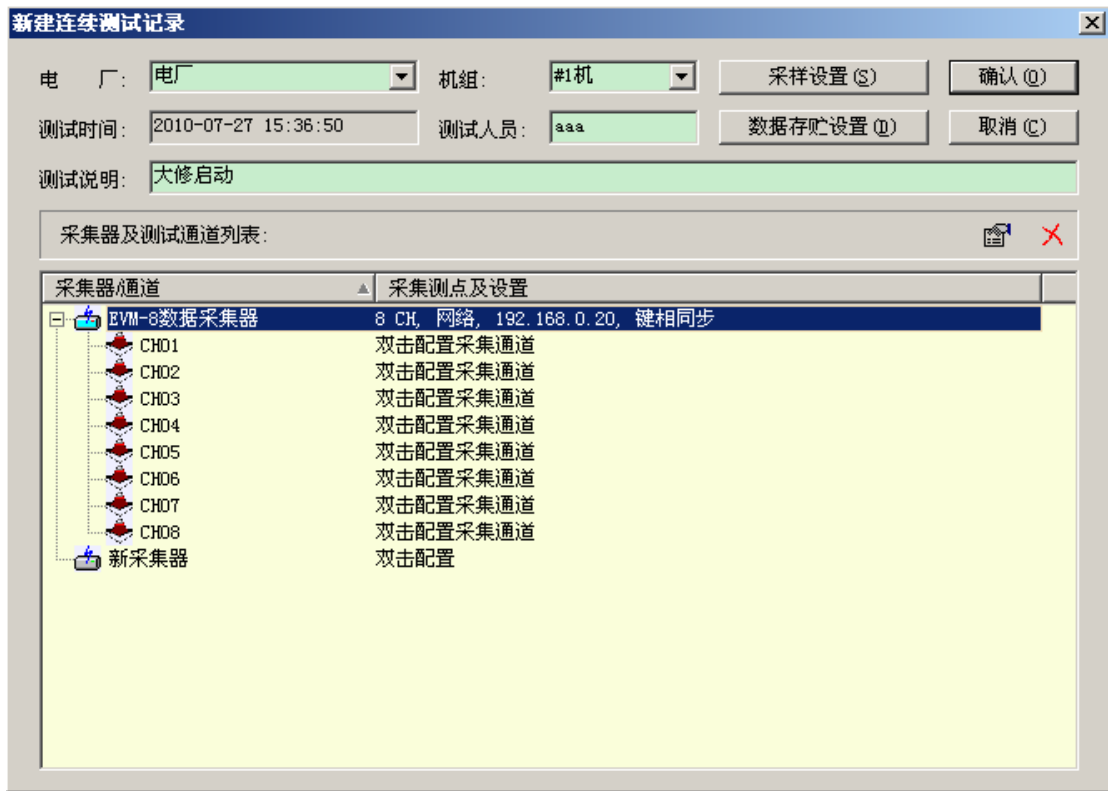 新建连续测试记录
电 厂: 电厂 机组: #1机 采样设置(S) 确认(O)
测试时间: 2010-07-27 15:36:50 测试人员: aaa 数据存贮设置(D) 取消(C)
测试说明: 大修启动
采集器及测试通道列表:
采集器/通道 采集测点及设置
EVM-8数据采集器 8 CH, 网络, 192.168.0.20, 键相同步
CH01 双击配置采集通道
CH02 双击配置采集通道
CH03 双击配置采集通道
CH04 双击配置采集通道
CH05 双击配置采集通道
CH06 双击配置采集通道
CH07 双击配置采集通道
CH08 双击配置采集通道
新采集器 双击配置